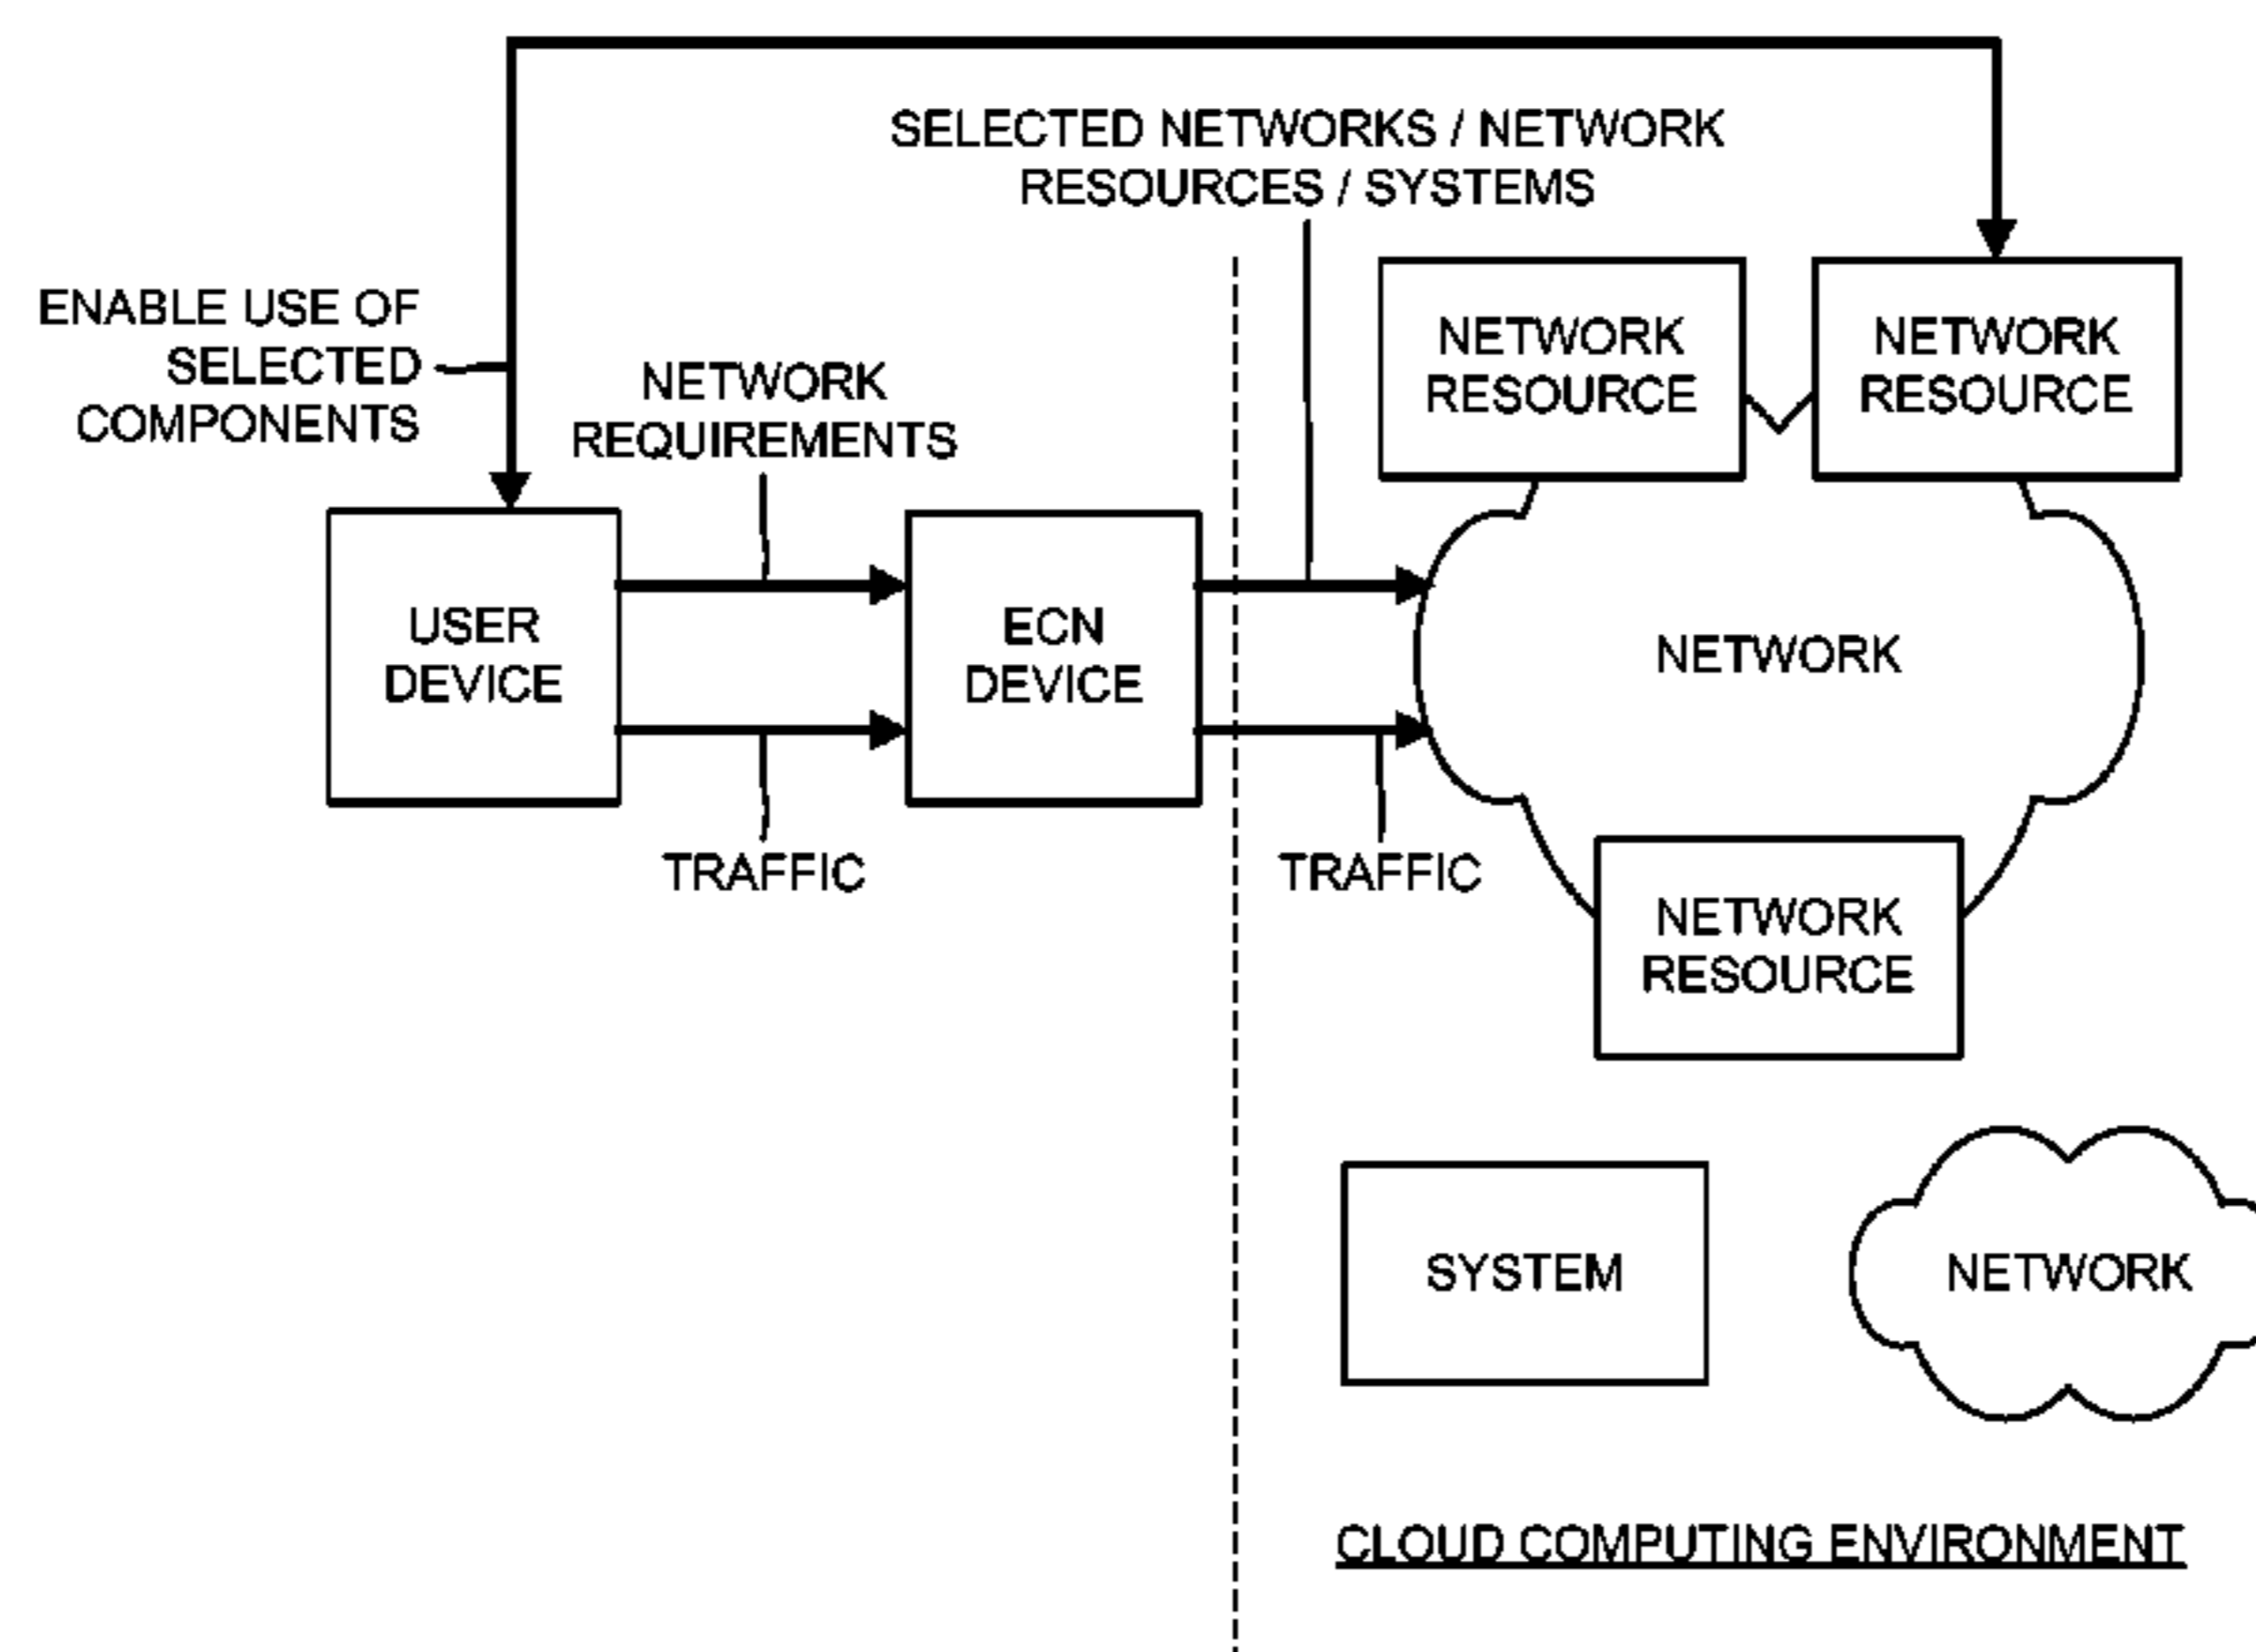 SELECTED NETWORKS / NETWORK
RESOURCES / SYSTEMS
ENABLE USE OF
SELECTED
COMPONENTS
NETWORK
REQUIREMENTS
NETWORK
RESOURCE
NETWORK
RESOURCE
USER
DEVICE
ECN
DEVICE
NETWORK
TRAFFIC
TRAFFIC
NETWORK
RESOURCE
SYSTEM
NETWORK
CLOUD COMPUTING ENVIRONMENT